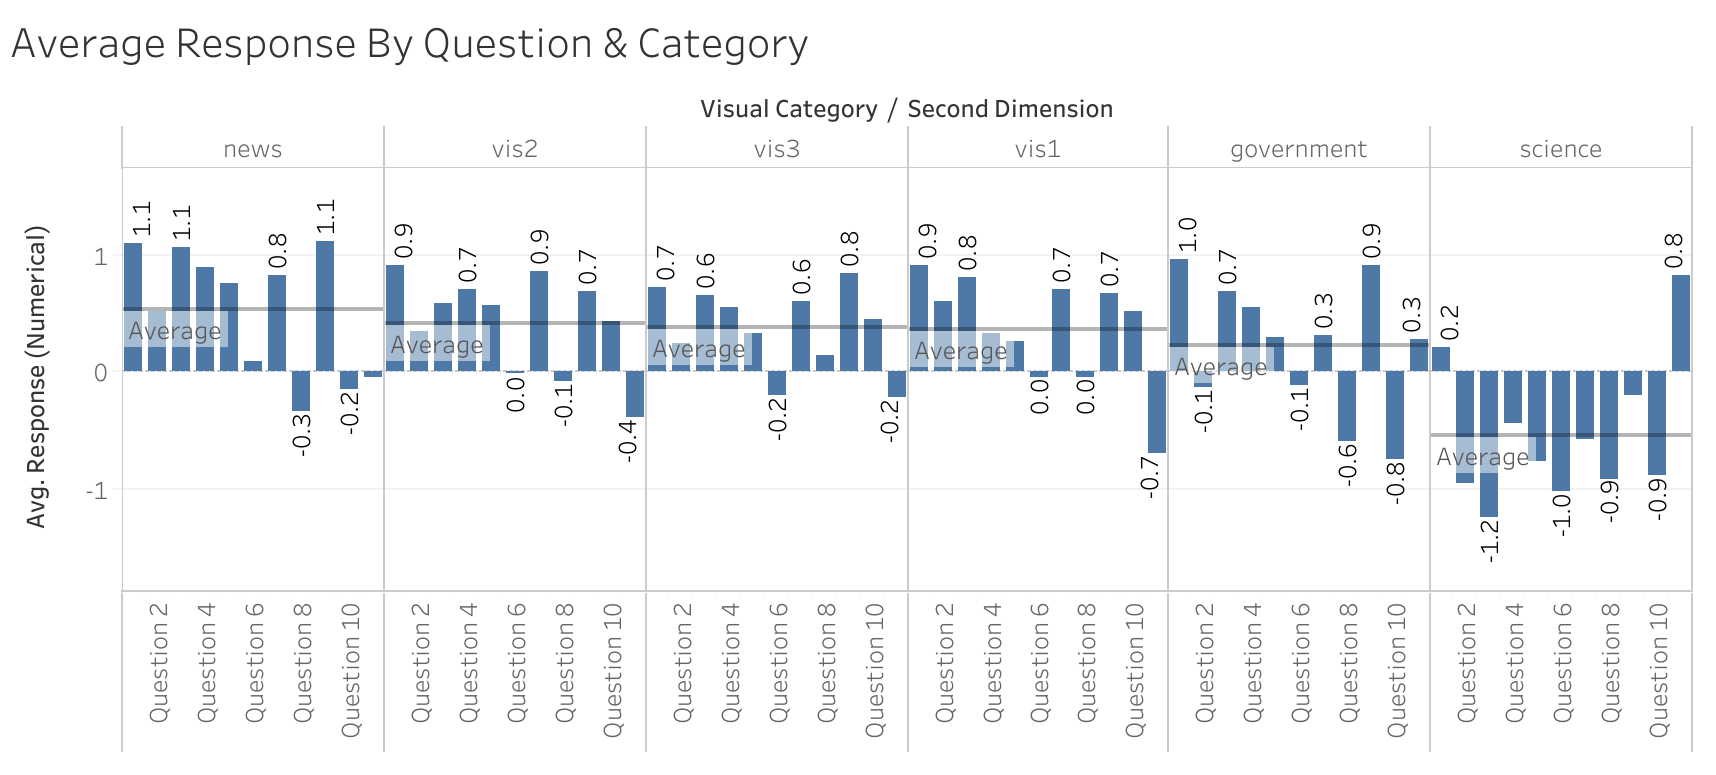 Average Response By Question & Category
Visual Category / Second Dimension
news vis2 vis3 vis1 government science
Avg. Response (Numerical)
1
0
-1
1.1 1.1 0.8 -0.3 1.1 -0.2
Average
0.9 0.7 0.0 0.9 -0.1 0.7 -0.4
Average
0.7 0.6 -0.2 0.6 0.8 -0.2
Average
0.9 0.8 0.0 0.7 0.0 0.7 -0.7
Average
1.0 -0.1 0.7 -0.1 0.3 -0.6 0.9 -0.8 0.3
Average
0.2 -1.2 -1.0 -0.9 -0.9 0.8
Average
Question 2 Question 4 Question 6 Question 8 Question 10
Question 2 Question 4 Question 6 Question 8 Question 10
Question 2 Question 4 Question 6 Question 8 Question 10
Question 2 Question 4 Question 6 Question 8 Question 10
Question 2 Question 4 Question 6 Question 8 Question 10
Question 2 Question 4 Question 6 Question 8 Question 10